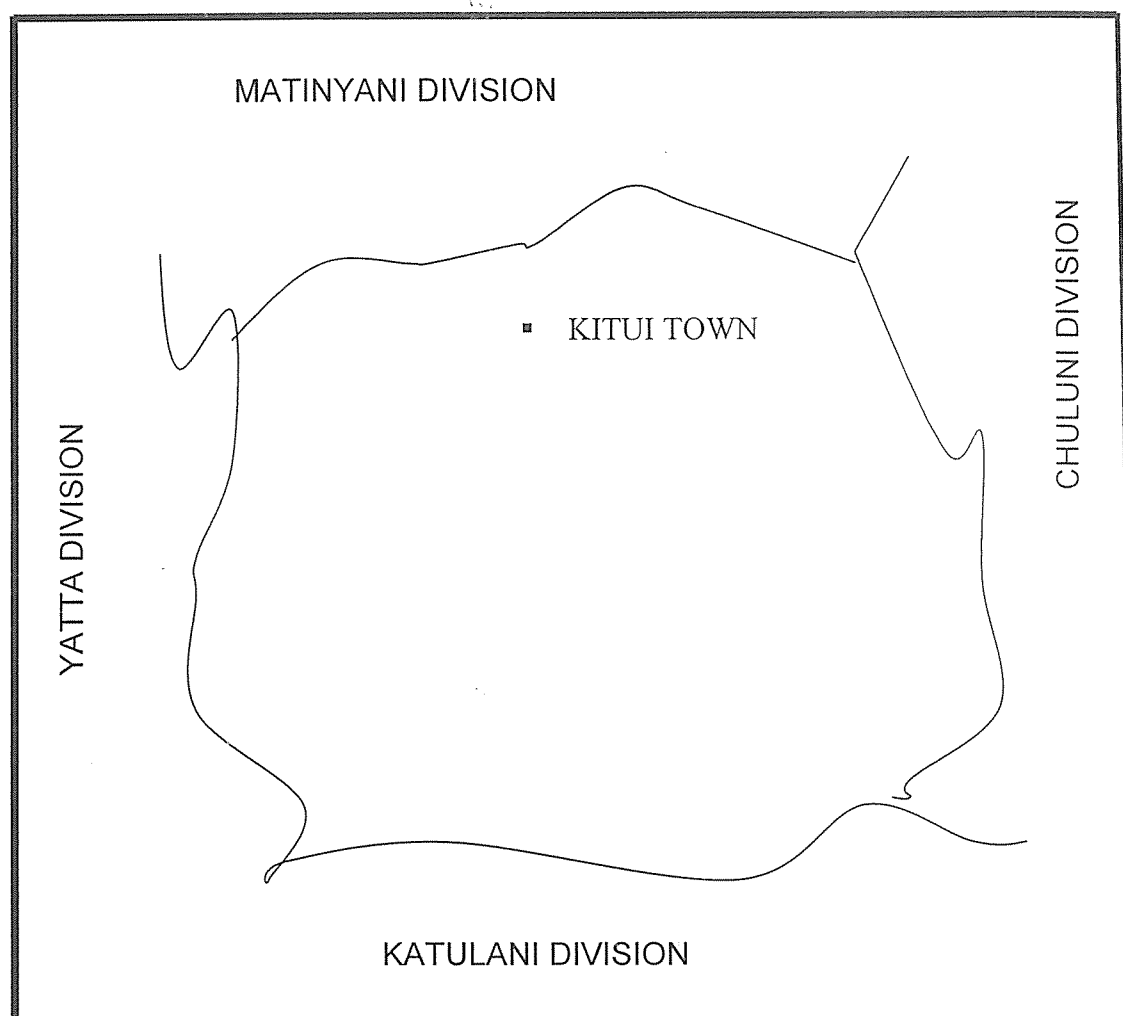 MATINYANI DIVISION
CHULUNI DIVISION
KITUI TOWN
YATTA DIVISION
KATULANI DIVISION